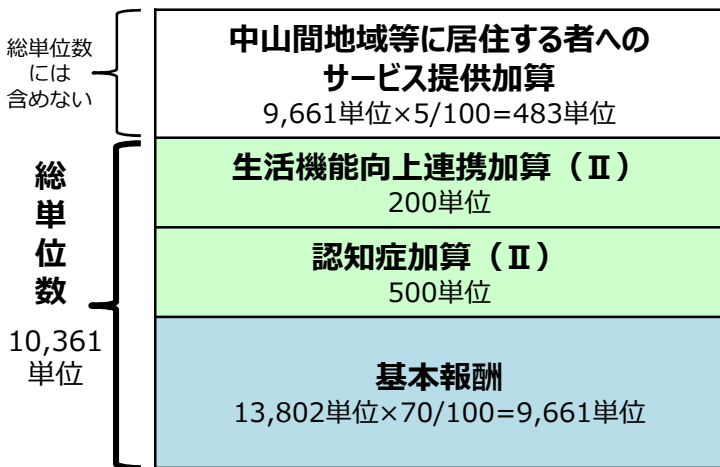 総単位数
には
含めない
中山間地域等に居住する者への
サービス提供加算
9,661単位×5/100=483単位
総
単
位
数
10,361
単位
生活機能向上連携加算（Ⅱ）
200単位
認知症加算（Ⅱ）
500単位
基本報酬
13,802単位×70/100=9,661単位